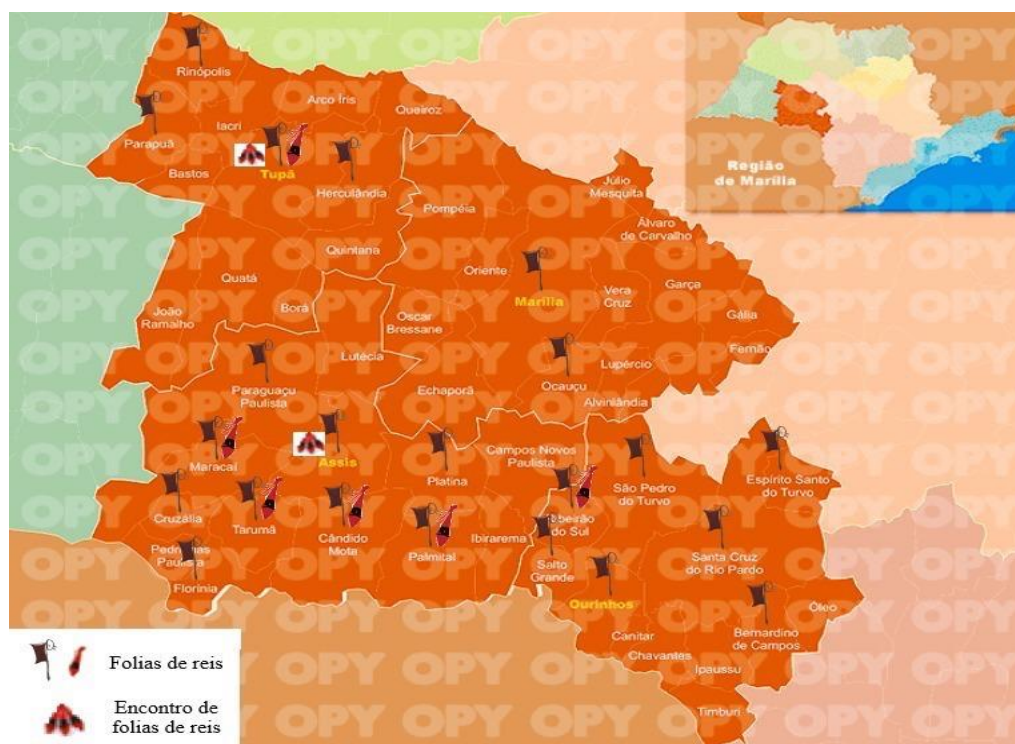 Rinópolis
Arco Íris
Queiroz
Parapuã
Iacri
Bastos
Tupã
Herculândia
Região
de Marília
Pompéia
Júlio
Mesquita
Álvaro
de Carvalho
Quintana
Quatá
Oriente
Marília
Vera
Cruz
Garça
Borá
João
Ramalho
Oscar
Bressane
Gália
Fernão
Lutécia
Paraguaçu
Paulista
Echaporã
Ocauçu
Lupércio
Alvinlândia
Maracaí
Assis
Platina
Campos Novos
Paulista
São Pedro
do Turvo
Espírito Santo
do Turvo
Cruzália
Tarumã
Cândido
Mota
Palmital
Ibirarema
Ribeirão
do Sul
Pedrinhas
Paulista
Florínia
Salto
Grande
Santa Cruz
do Rio Pardo
Ourinhos
Óleo
Bernardino
de Campos
Canitar
Chavantes
Ipaussu
Timburi
Folias de reis
Encontro de
folias de reis
OPY